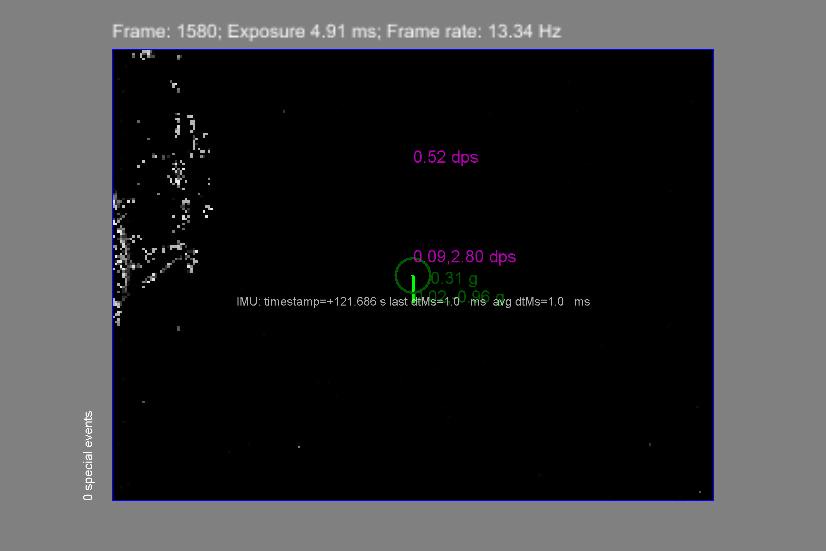 Frame: 1580; Exposure 4.91 ms; Frame rate: 13.34 Hz
0.52 dps
0.09,2.80 dps
0.31 g
IMU: timestamp=+121.686 s last dtMs=1.0 ms avg dtMs=1.0 ms
0 special events